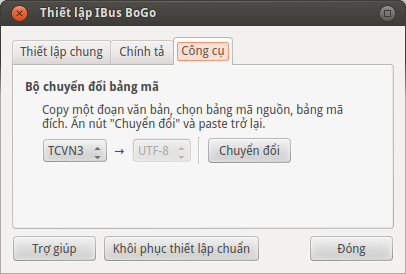 Thiết lập IBus BoGo
Thiết lập chung Chính tả Công cụ
Bộ chuyển đổi bảng mã
Copy một đoạn văn bản, chọn bảng mã nguồn, bảng mã
đích. Ấn nút "Chuyển đổi" và paste trở lại.
TCVN3 → UTF-8 Chuyển đổi
Trợ giúp Khôi phục thiết lập chuẩn Đóng